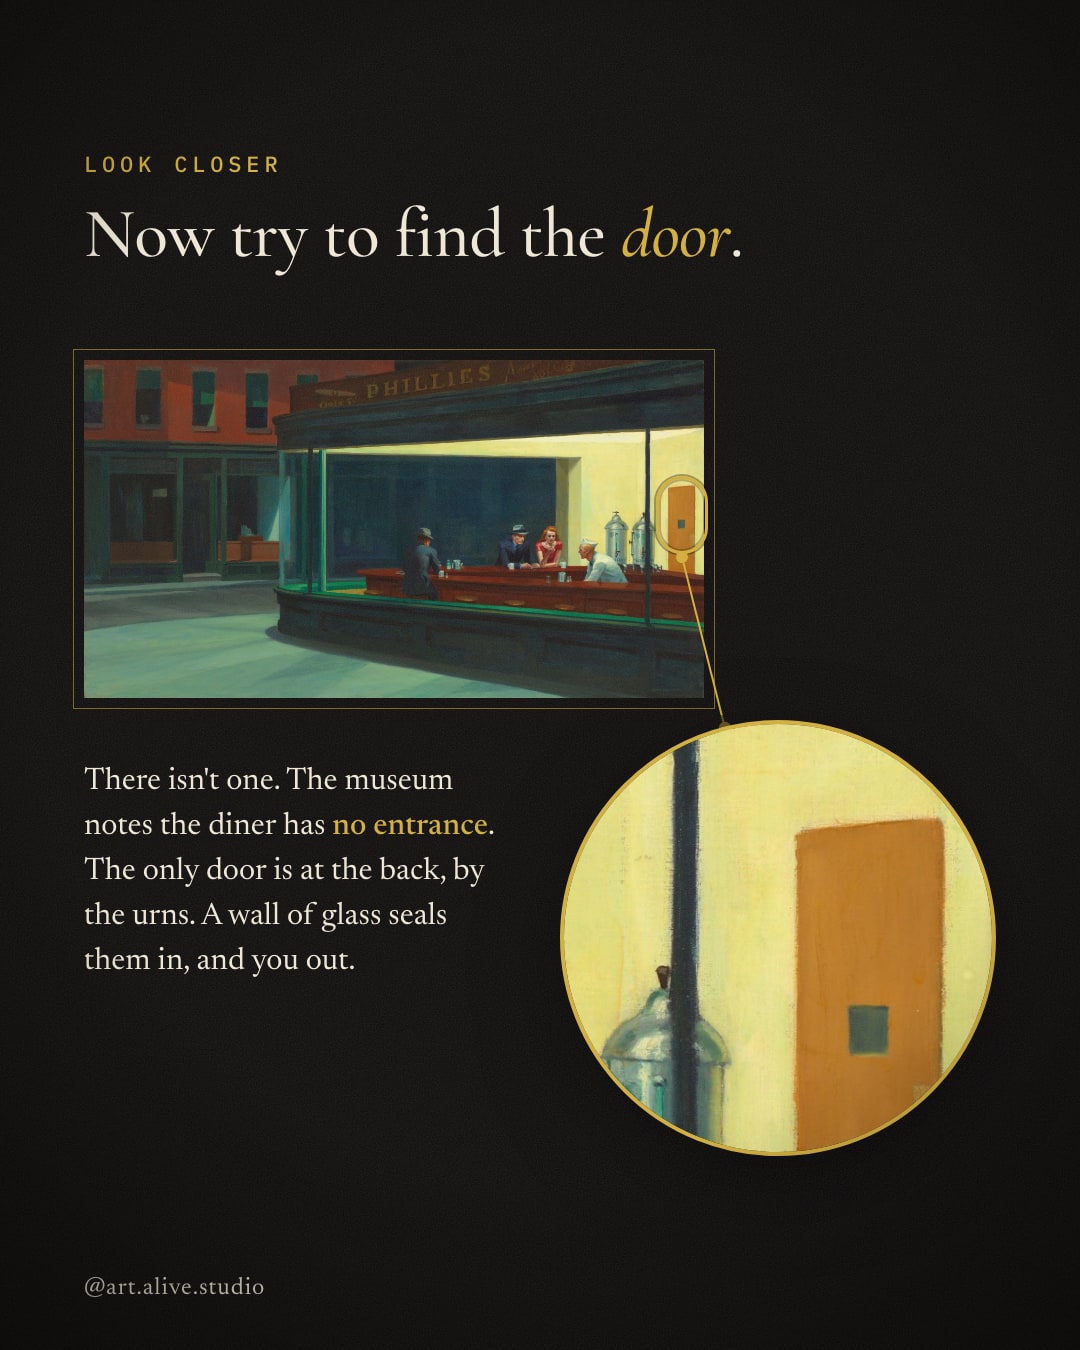 LOOK CLOSER
Now try to find the door.
PHILLIES
There isn't one. The museum
notes the diner has no entrance.
The only door is at the back, by
the urns. A wall of glass seals
them in, and you out.
@art.alive.studio